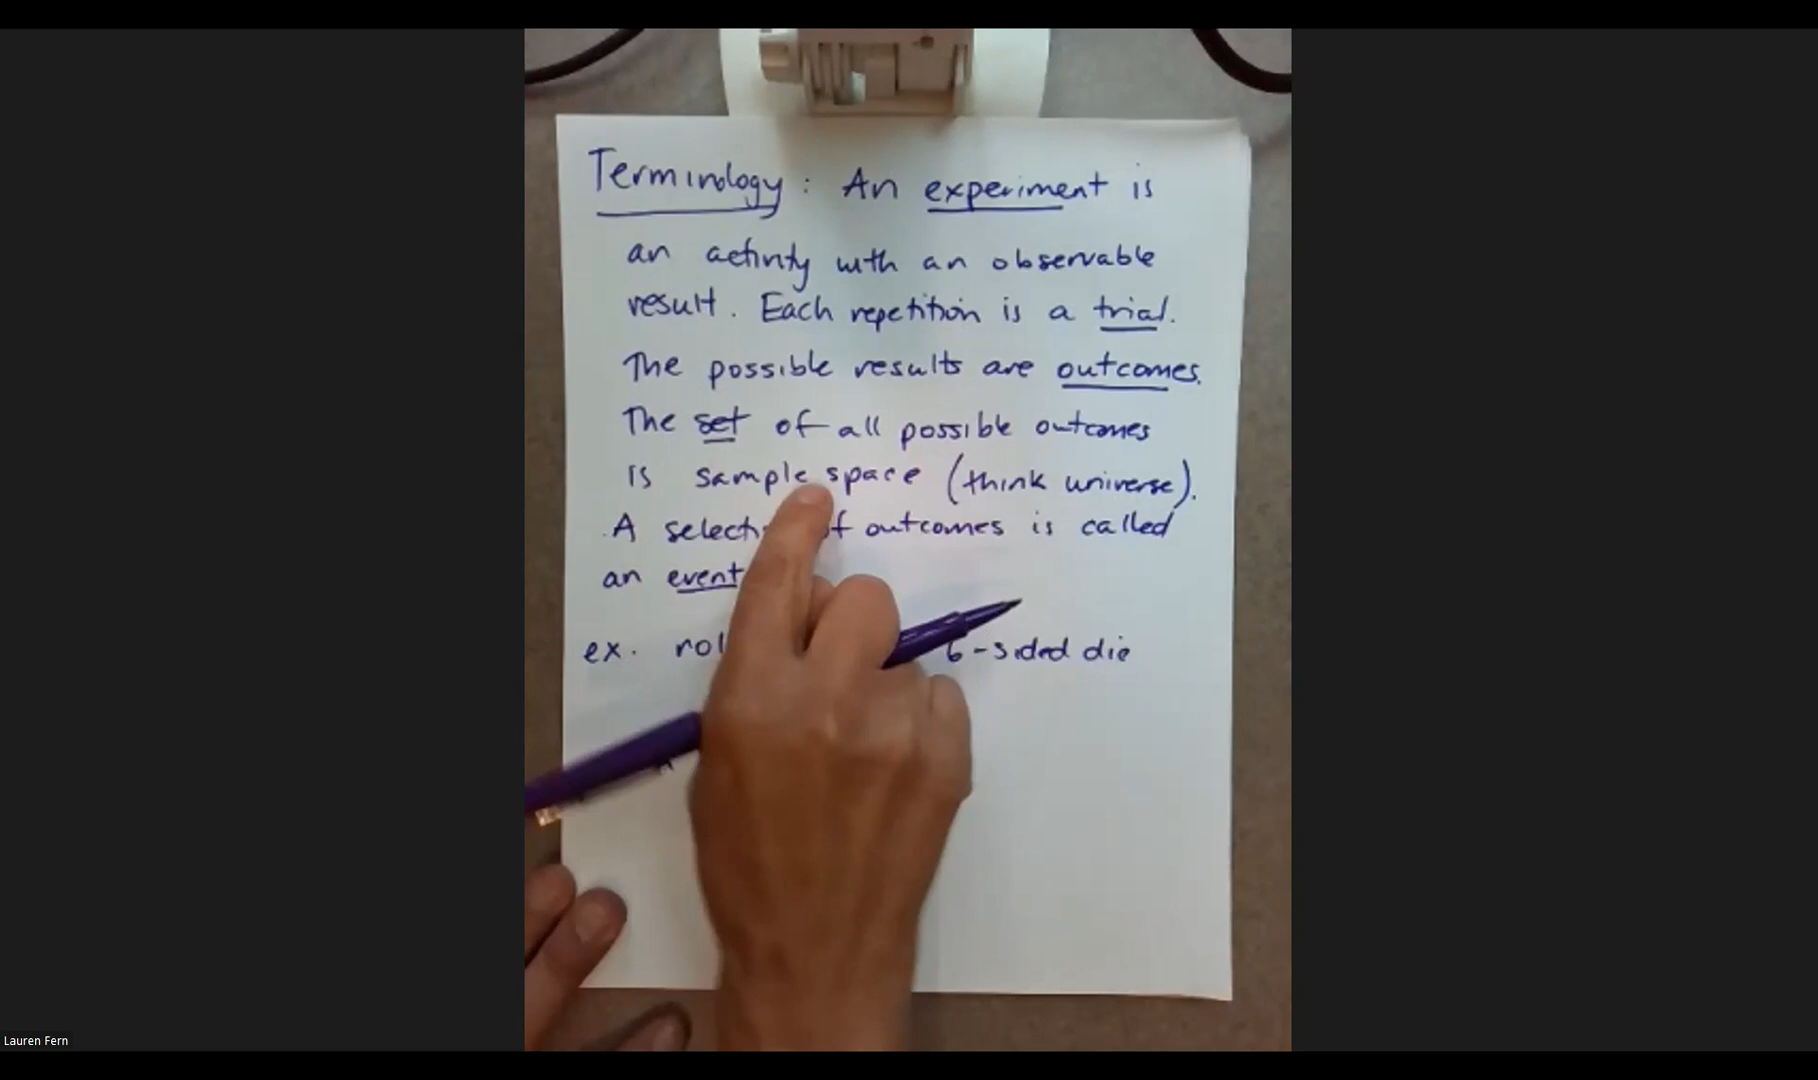 Terminology: An experiment is
an activity with an observable
result. Each repetition is a trial.
The possible results are outcomes.
The set of all possible outcomes
is sample space (think universe).
A selecti of outcomes is called
an event
ex. rol 6-sided die
Lauren Fern